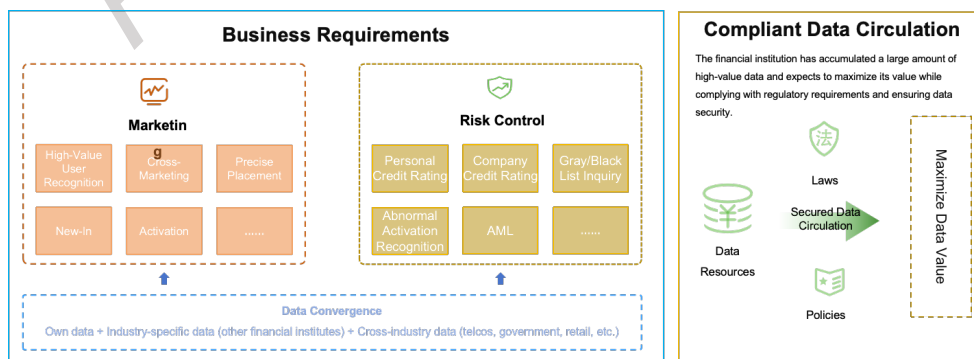 Business Requirements
Marketin
g
High-Value
User
Recognition
Cross-
Marketing
Precise
Placement
New-In
Activation
......
Risk Control
Personal
Credit Rating
Company
Credit Rating
Gray/Black
List Inquiry
Abnormal
Activation
Recognition
AML
......
Data Convergence
Own data + Industry-specific data (other financial institutes) + Cross-industry data (telcos, government, retail, etc.)
Compliant Data Circulation
The financial institution has accumulated a large amount of
high-value data and expects to maximize its value while
complying with regulatory requirements and ensuring data
security.
法
Laws
¥
Data
Resources
Secured Data
Circulation
Policies
Maximize Data Value